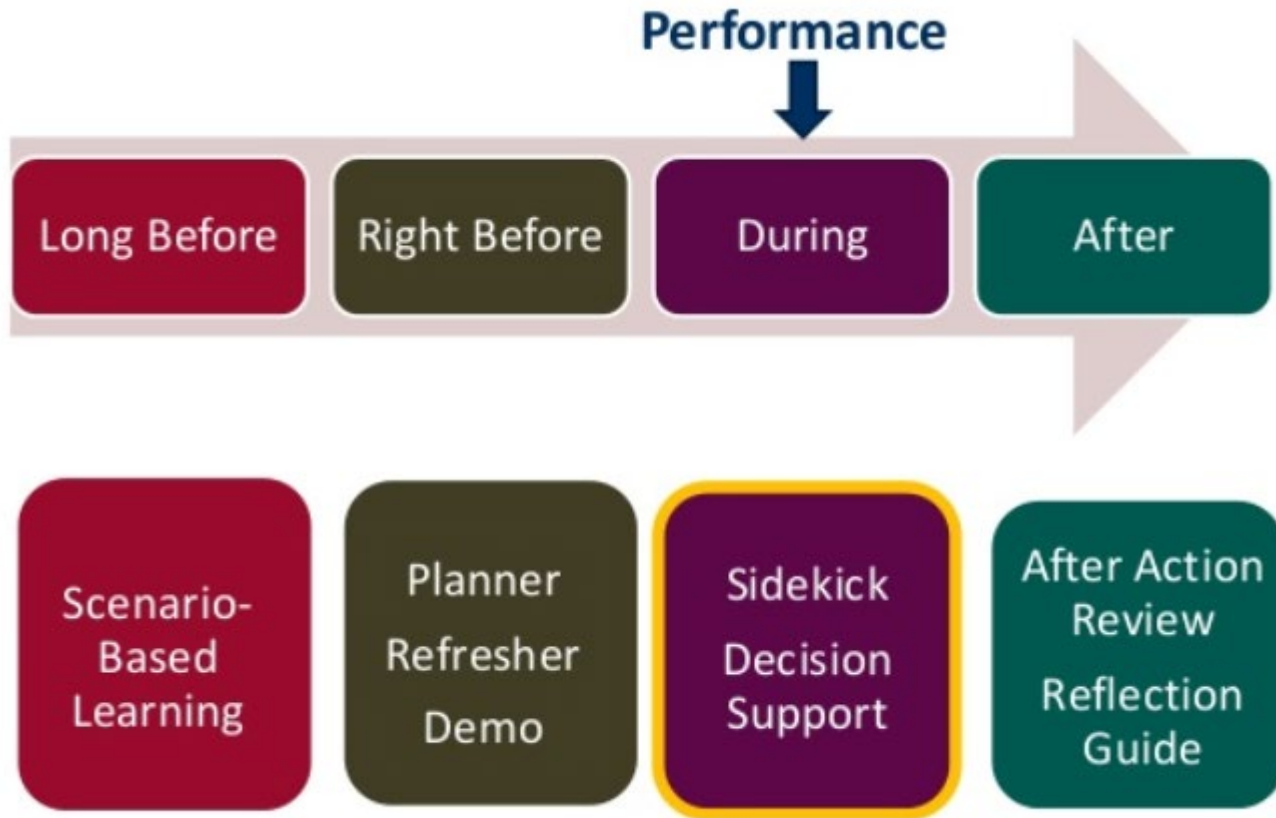 Performance
Long Before
Right Before
During
After
Scenario-
Based
Learning
Planner
Refresher
Demo
Sidekick
Decision
Support
After Action
Review
Reflection
Guide